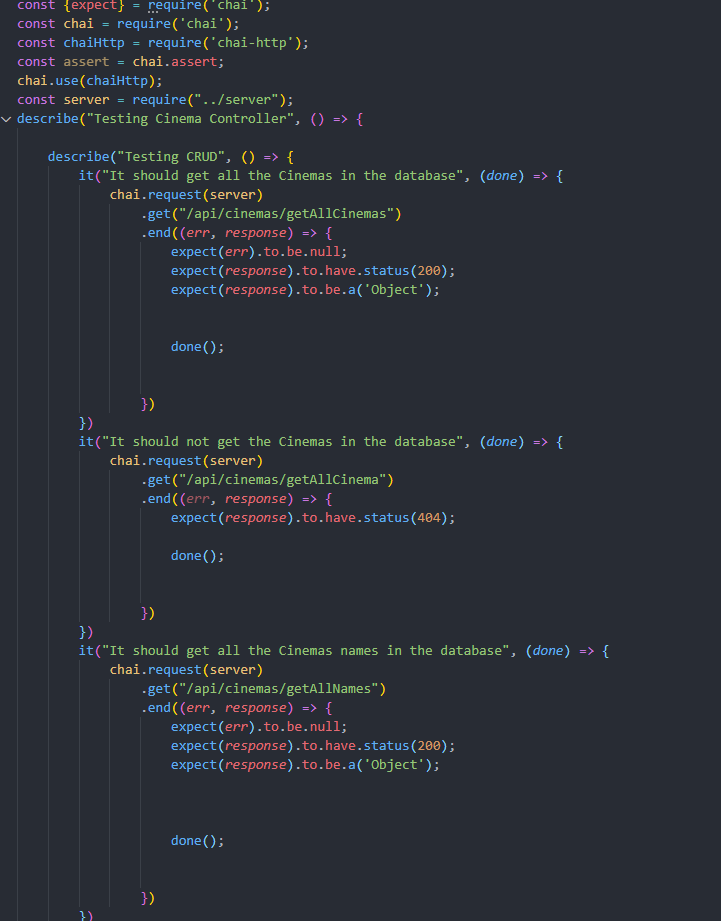 const {expect} = require('chai');
const chai = require('chai');
const chaiHttp = require('chai-http');
const assert = chai.assert;
chai.use(chaiHttp);
const server = require("../server");
describe("Testing Cinema Controller", () => {
describe("Testing CRUD", () => {
it("It should get all the Cinemas in the database", (done) => {
chai.request(server)
.get("/api/cinemas/getAllCinemas")
.end((err, response) => {
expect(err).to.be.null;
expect(response).to.have.status(200);
expect(response).to.be.a('Object');
done();
})
})
it("It should not get the Cinemas in the database", (done) => {
chai.request(server)
.get("/api/cinemas/getAllCinema")
.end((err, response) => {
expect(response).to.have.status(404);
done();
})
})
it("It should get all the Cinemas names in the database", (done) => {
chai.request(server)
.get("/api/cinemas/getAllNames")
.end((err, response) => {
expect(err).to.be.null;
expect(response).to.have.status(200);
expect(response).to.be.a('Object');
done();
})
})